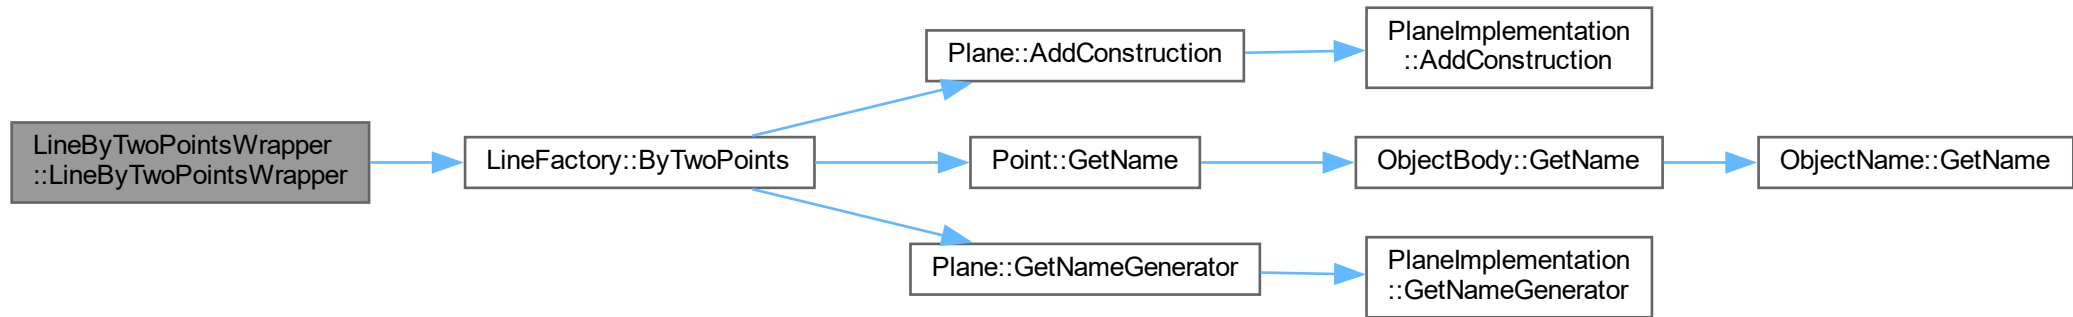 LineByTwoPointsWrapper
::LineByTwoPointsWrapper
LineFactory::ByTwoPoints
Plane::AddConstruction
PlaneImplementation
::AddConstruction
Point::GetName
ObjectBody::GetName
ObjectName::GetName
Plane::GetNameGenerator
PlaneImplementation
::GetNameGenerator